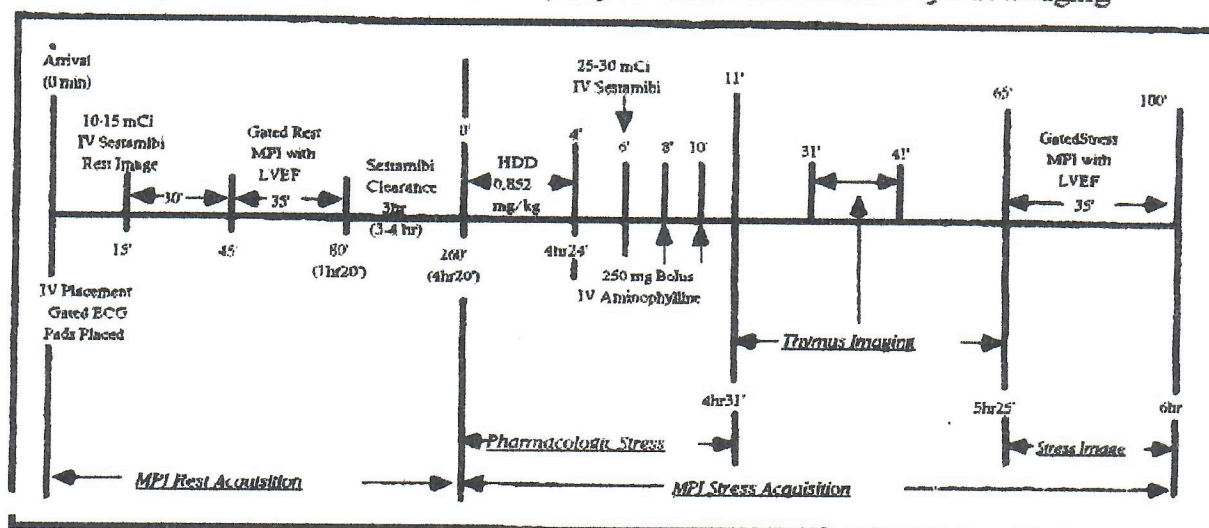 Imaging
Arrival
(0 min)
10-15 mCi
IV Sestamibi
Rest Image
30'
Gated Rest
MPI with
LVEF
35'
Sestamibi
Clearance
3hr
(3-4 hr)
0'
HDD
0.852
mg/kg
4'
25-30 mCi
IV Sestamibi
6'
8'
10'
11'
31'
41'
65'
GatedStress
MPI with
LVEF
35'
100'
15'
45'
80'
(1hr20')
260'
(4hr20')
4hr24'
250 mg Bolus
IV Aminophylline
IV Placement
Gated ECG
Pads Placed
Thymus Imaging
4hr31'
5hr25'
6hr
Pharmacologic Stress
Stress Image
MPI Rest Acquisition
MPI Stress Acquisition